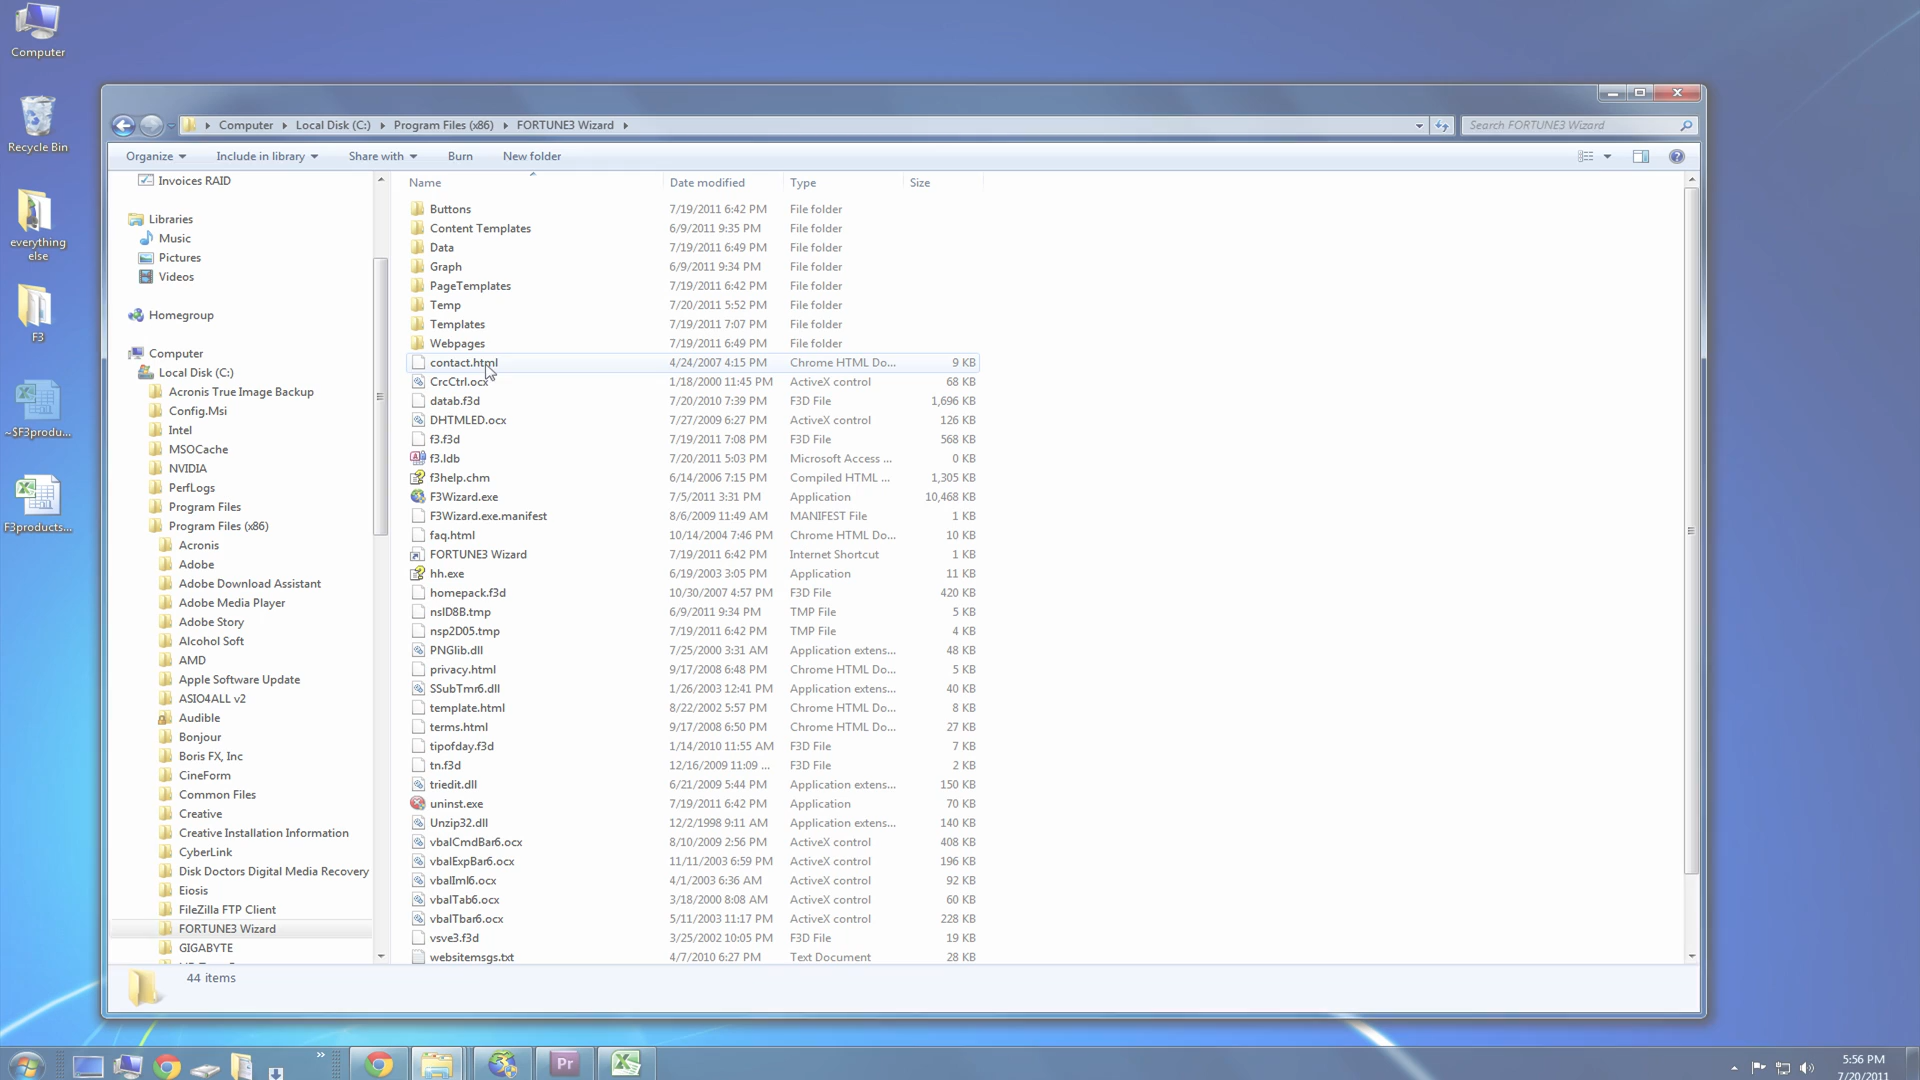 Computer
Recycle Bin
everything
else
F3
~$F3produ...
F3products...
Computer
Local Disk (C:)
Program Files (x86)
FORTUNE3 Wizard
Search FORTUNE3 Wizard
Organize
Include in library
Share with
Burn
New folder
Invoices RAID
Libraries
Music
Pictures
Videos
Homegroup
Computer
Local Disk (C:)
Acronis True Image Backup
Config.Msi
Intel
MSOCache
NVIDIA
PerfLogs
Program Files
Program Files (x86)
Acronis
Adobe
Adobe Download Assistant
Adobe Media Player
Adobe Story
Alcohol Soft
AMD
Apple Software Update
ASIO4ALL v2
Audible
Bonjour
Boris FX, Inc
CineForm
Common Files
Creative
Creative Installation Information
CyberLink
Disk Doctors Digital Media Recovery
Eiosis
FileZilla FTP Client
FORTUNE3 Wizard
GIGABYTE
Name Date modified Type Size
Buttons 7/19/2011 6:42 PM File folder
Content Templates 6/9/2011 9:35 PM File folder
Data 7/19/2011 6:49 PM File folder
Graph 6/9/2011 9:34 PM File folder
PageTemplates 7/19/2011 6:42 PM File folder
Temp 7/20/2011 5:52 PM File folder
Templates 7/19/2011 7:07 PM File folder
Webpages 7/19/2011 6:49 PM File folder
contact.html 4/24/2007 4:15 PM Chrome HTML Do... 9 KB
CrcCtrl.ocx 1/18/2000 11:45 PM ActiveX control 68 KB
datab.f3d 7/20/2010 7:39 PM F3D File 1,696 KB
DHTMLED.ocx 7/27/2009 6:27 PM ActiveX control 126 KB
f3.f3d 7/19/2011 7:08 PM F3D File 568 KB
f3.ldb 7/20/2011 5:03 PM Microsoft Access ... 0 KB
f3help.chm 6/14/2006 7:15 PM Compiled HTML ... 1,305 KB
F3Wizard.exe 7/5/2011 3:31 PM Application 10,468 KB
F3Wizard.exe.manifest 8/6/2009 11:49 AM MANIFEST File 1 KB
faq.html 10/14/2004 7:46 PM Chrome HTML Do... 10 KB
FORTUNE3 Wizard 7/19/2011 6:42 PM Internet Shortcut 1 KB
hh.exe 6/19/2003 3:05 PM Application 11 KB
homepack.f3d 10/30/2007 4:57 PM F3D File 420 KB
nslD8B.tmp 6/9/2011 9:34 PM TMP File 5 KB
nsp2D05.tmp 7/19/2011 6:42 PM TMP File 4 KB
PNGlib.dll 7/25/2000 3:31 AM Application extens... 48 KB
privacy.html 9/17/2008 6:48 PM Chrome HTML Do... 5 KB
SSubTmr6.dll 1/26/2003 12:41 PM Application extens... 40 KB
template.html 8/22/2002 5:57 PM Chrome HTML Do... 8 KB
terms.html 9/17/2008 6:50 PM Chrome HTML Do... 27 KB
tipofday.f3d 1/14/2010 11:55 AM F3D File 7 KB
tn.f3d 12/16/2009 11:09 ... F3D File 2 KB
triedit.dll 6/21/2009 5:44 PM Application extens... 150 KB
uninst.exe 7/19/2011 6:42 PM Application 70 KB
Unzip32.dll 12/2/1998 9:11 AM Application extens... 140 KB
vbalCmdBar6.ocx 8/10/2009 2:56 PM ActiveX control 408 KB
vbalExpBar6.ocx 11/11/2003 6:59 PM ActiveX control 196 KB
vbalIml6.ocx 4/1/2003 6:36 AM ActiveX control 92 KB
vbalTab6.ocx 3/18/2000 8:08 AM ActiveX control 60 KB
vbalTbar6.ocx 5/11/2003 11:17 PM ActiveX control 228 KB
vsve3.f3d 3/25/2002 10:05 PM F3D File 19 KB
websitemsgs.txt 4/7/2010 6:27 PM Text Document 28 KB
44 items
Pr
5:56 PM
7/20/2011